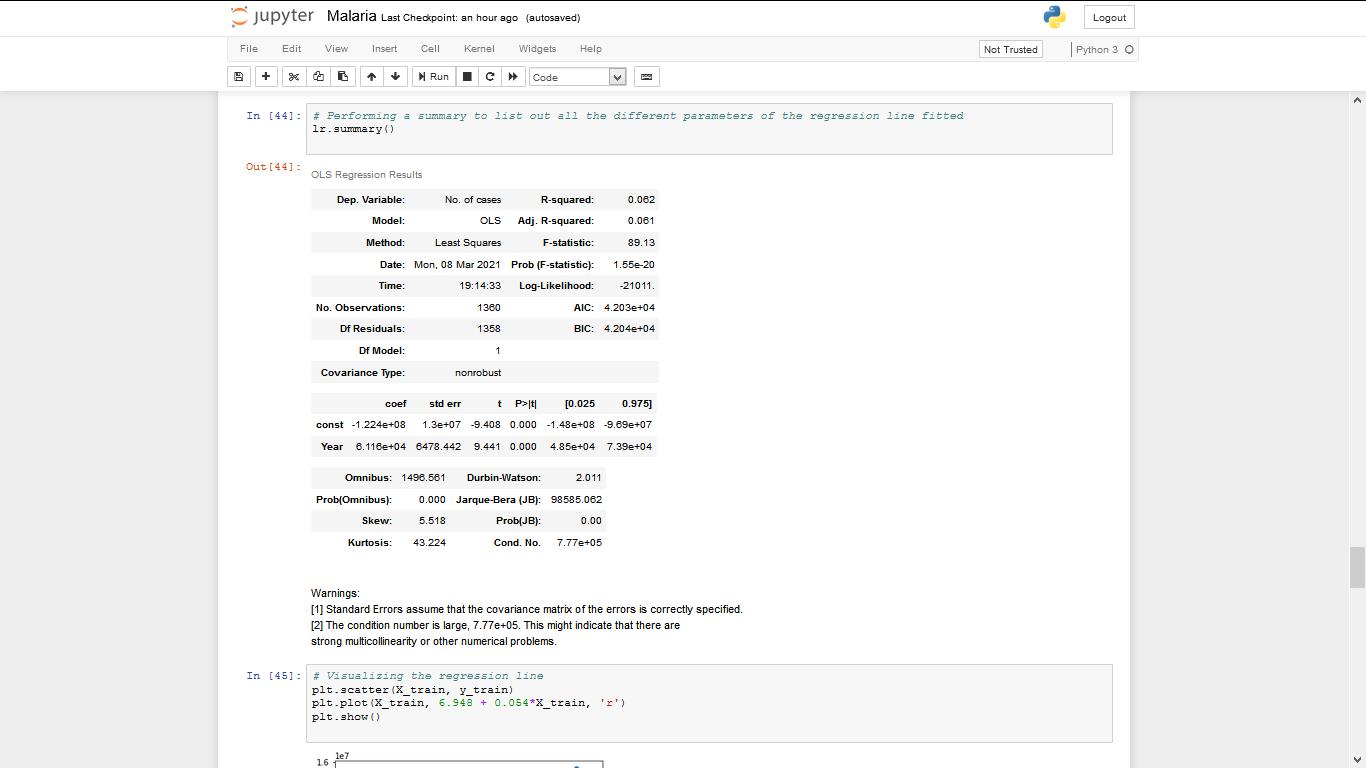 jupyter Malaria Last Checkpoint: an hour ago (autosaved)
Logout
File Edit View Insert Cell Kernel Widgets Help
Not Trusted
Python 3
Run
Code
In [44]: # Performing a summary to list out all the different parameters of the regression line fitted
lr.summary()
Out[44]:
OLS Regression Results
Dep. Variable: No. of cases R-squared: 0.062
Model: OLS Adj. R-squared: 0.061
Method: Least Squares F-statistic: 89.13
Date: Mon, 08 Mar 2021 Prob (F-statistic): 1.55e-20
Time: 19:14:33 Log-Likelihood: -21011.
No. Observations: 1360 AIC: 4.203e+04
Df Residuals: 1358 BIC: 4.204e+04
Df Model: 1
Covariance Type: nonrobust
coef std err t P>|t| [0.025 0.975]
const -1.224e+08 1.3e+07 -9.408 0.000 -1.48e+08 -9.69e+07
Year 6.116e+04 6478.442 9.441 0.000 4.85e+04 7.39e+04
Omnibus: 1496.561 Durbin-Watson: 2.011
Prob(Omnibus): 0.000 Jarque-Bera (JB): 98585.062
Skew: 5.518 Prob(JB): 0.00
Kurtosis: 43.224 Cond. No. 7.77e+05
Warnings:
[1] Standard Errors assume that the covariance matrix of the errors is correctly specified.
[2] The condition number is large, 7.77e+05. This might indicate that there are
strong multicollinearity or other numerical problems.
In [45]: # Visualizing the regression line
plt.scatter(X_train, y_train)
plt.plot(X_train, 6.948 + 0.054*X_train, 'r')
plt.show()
1e7
1.6